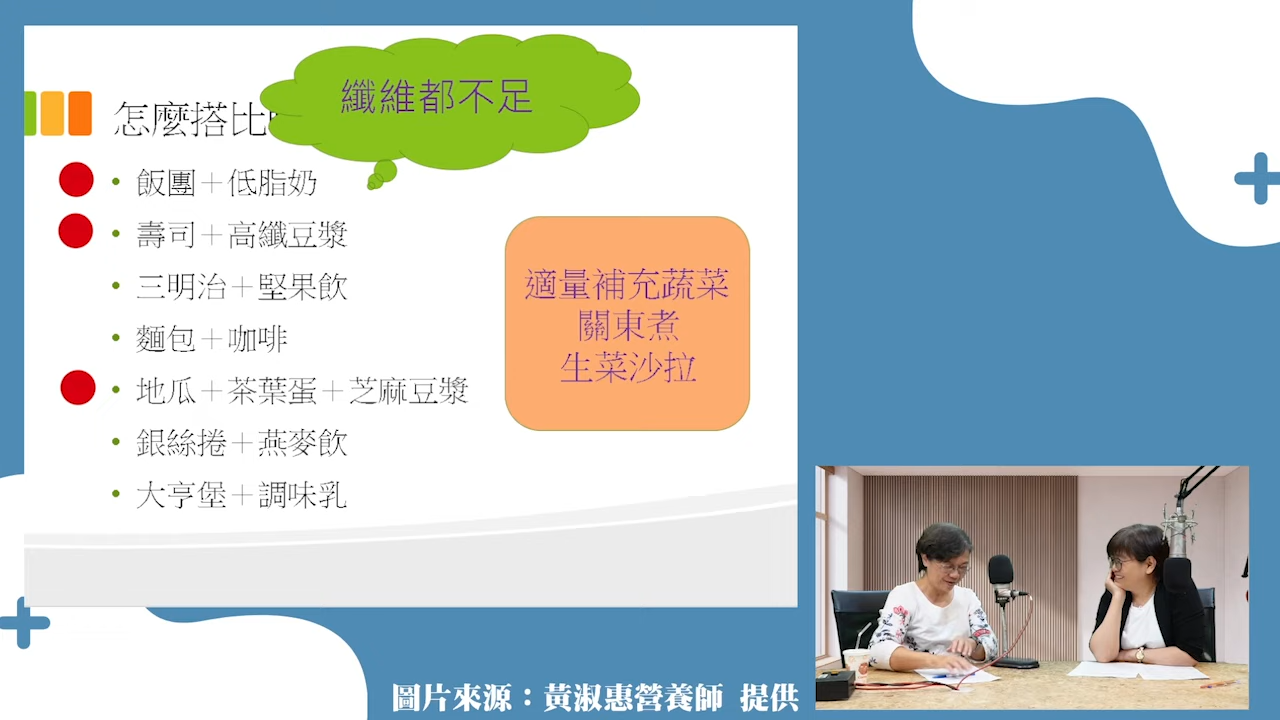 纖維都不足
怎麼搭比
飯團＋低脂奶
壽司＋高纖豆漿
三明治＋堅果飲
麵包＋咖啡
地瓜＋茶葉蛋＋芝麻豆漿
銀絲捲＋燕麥飲
大亨堡＋調味乳
適量補充蔬菜
關東煮
生菜沙拉
圖片來源：黃淑惠營養師 提供